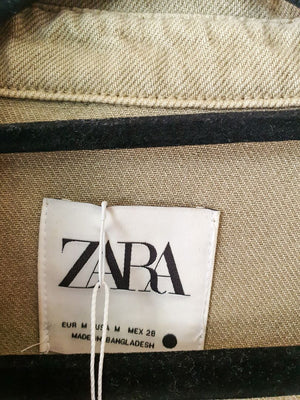 ZARA
EUR M USA M MEX 28
MADE IN BANGLADESH